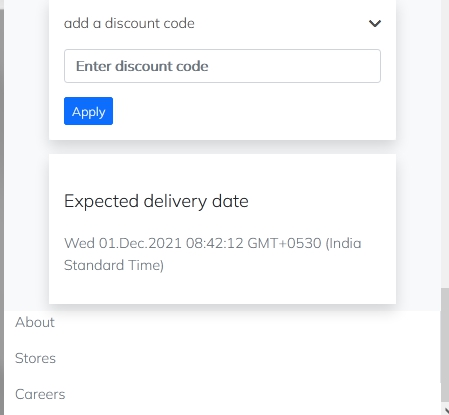 add a discount code
Enter discount code
Apply
Expected delivery date
Wed 01.Dec.2021 08:42:12 GMT+0530 (India
Standard Time)
About
Stores
Careers